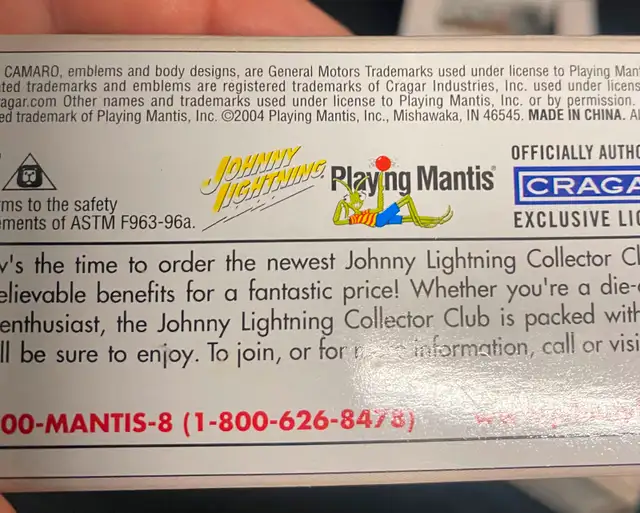 CAMARO, emblems and body designs, are General Motors Trademarks used under license to Playing Man
ted trademarks and emblems are registered trademarks of Cragar Industries, Inc. used under licens
agar.com Other names and trademarks used under license to Playing Mantis, Inc. or by permission.
ed trademark of Playing Mantis, Inc. ©2004 Playing Mantis, Inc., Mishawaka, IN 46545. MADE IN CHINA. A
rms to the safety
ements of ASTM F963-96a.
JOHNNY
LIGHTNING
Playing Mantis
OFFICIALLY AUTHO
CRAGA
EXCLUSIVE LI
w's the time to order the newest Johnny Lightning Collector Cl
elievable benefits for a fantastic price! Whether you're a die-c
enthusiast, the Johnny Lightning Collector Club is packed with
ll be sure to enjoy. To join, or for information, call or visi
00-MANTIS-8 (1-800-626-8478)